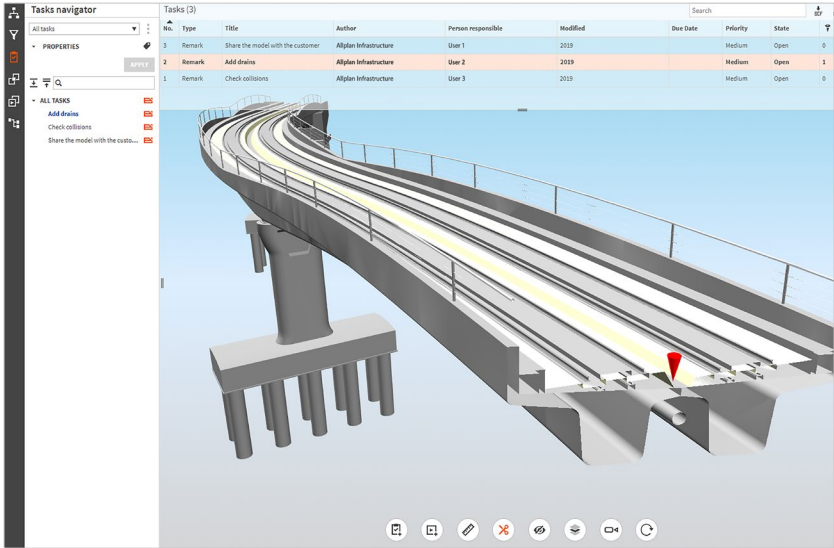 Tasks navigator
All tasks
PROPERTIES
APPLY
ALL TASKS
Add drains
Check collisions
Share the model with the custo...
Tasks (3)
Search
BCF
No. Type Title Author Person responsible Modified Due Date Priority State
3 Remark Share the model with the customer Allplan Infrastructure User 1 2019 Medium Open 0
2 Remark Add drains Allplan Infrastructure User 2 2019 Medium Open 1
1 Remark Check collisions Allplan Infrastructure User 3 2019 Medium Open 0